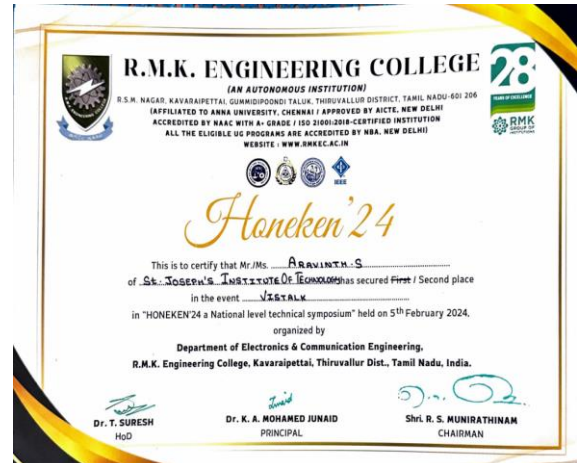 R.M.K. ENGINEERING COLLEGE
(AN AUTONOMOUS INSTITUTION)
R.S.M. NAGAR, KAVARAIPETTAI, GUMMIDIPOONDI TALUK, THIRUVALLUR DISTRICT, TAMIL NADU-601 206
(AFFILIATED TO ANNA UNIVERSITY, CHENNAI / APPROVED BY AICTE, NEW DELHI
ACCREDITED BY NAAC WITH A+ GRADE / ISO 21001:2018-CERTIFIED INSTITUTION
ALL THE ELIGIBLE UG PROGRAMS ARE ACCREDITED BY NBA, NEW DELHI)
WEBSITE : WWW.RMKEC.AC.IN
28
YEARS OF EXCELLENCE
RMK
GROUP OF
INSTITUTIONS
IEEE
Honeken'24
This is to certify that Mr./Ms. ARAVINTH.S
of St. JOSEPH'S INSTITUTE OF TECHNOLOGY has secured First / Second place
in the event VISTALK
in "HONEKEN'24 a National level technical symposium" held on 5th February 2024,
organized by
Department of Electronics & Communication Engineering,
R.M.K. Engineering College, Kavaraipettai, Thiruvallur Dist., Tamil Nadu, India.
Dr. T. SURESH
HoD
Dr. K. A. MOHAMED JUNAID
PRINCIPAL
Shri. R. S. MUNIRATHINAM
CHAIRMAN